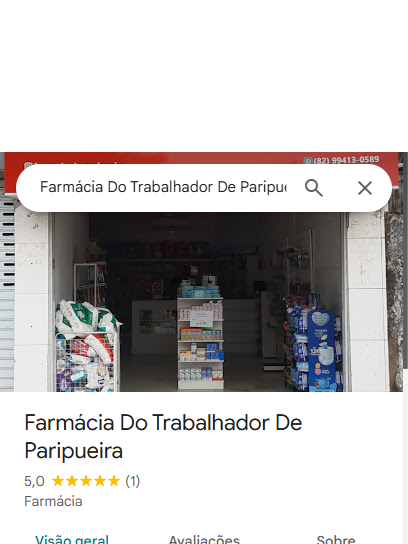 (82) 99413-0589
Farmácia Do Trabalhador De Paripue
Farmácia Do Trabalhador De
Paripueira
5,0 ★★★★★ (1)
Farmácia
Visão geral Avaliações Sobre